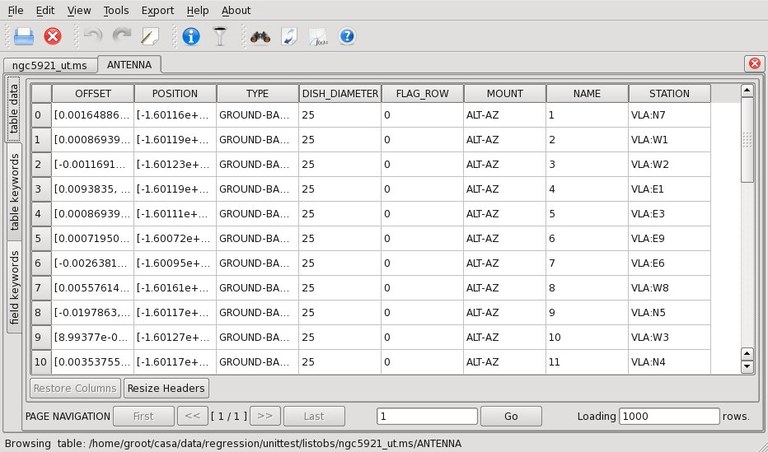 File Edit View Tools Export Help About
ngc5921_ut.ms ANTENNA
table data
table keywords
field keywords
OFFSET POSITION TYPE DISH_DIAMETER FLAG_ROW MOUNT NAME STATION
0 [0.00164886... [-1.60116e+... GROUND-BA... 25 0 ALT-AZ 1 VLA:N7
1 [0.00086939... [-1.60119e+... GROUND-BA... 25 0 ALT-AZ 2 VLA:W1
2 [-0.0011691... [-1.60123e+... GROUND-BA... 25 0 ALT-AZ 3 VLA:W2
3 [0.0093835, ... [-1.60119e+... GROUND-BA... 25 0 ALT-AZ 4 VLA:E1
4 [0.00086939... [-1.60111e+... GROUND-BA... 25 0 ALT-AZ 5 VLA:E3
5 [0.00071950... [-1.60072e+... GROUND-BA... 25 0 ALT-AZ 6 VLA:E9
6 [-0.0026381... [-1.60095e+... GROUND-BA... 25 0 ALT-AZ 7 VLA:E6
7 [0.00557614... [-1.60161e+... GROUND-BA... 25 0 ALT-AZ 8 VLA:W8
8 [-0.0197863,... [-1.60117e+... GROUND-BA... 25 0 ALT-AZ 9 VLA:N5
9 [8.99377e-0... [-1.60127e+... GROUND-BA... 25 0 ALT-AZ 10 VLA:W3
10 [0.00353755... [-1.60117e+... GROUND-BA... 25 0 ALT-AZ 11 VLA:N4
Restore Columns Resize Headers
PAGE NAVIGATION First << [ 1 / 1 ] >> Last 1 Go Loading 1000 rows.
Browsing table: /home/groot/casa/data/regression/unittest/listobs/ngc5921_ut.ms/ANTENNA